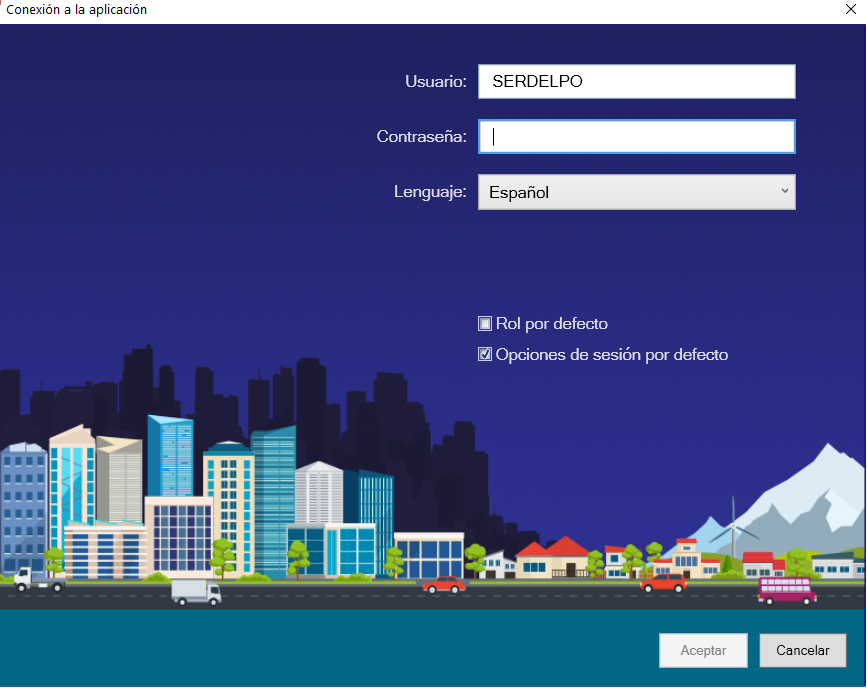 Conexión a la aplicación
Usuario: SERDELPO
Contraseña:
Lenguaje: Español
Rol por defecto
Opciones de sesión por defecto
Aceptar Cancelar